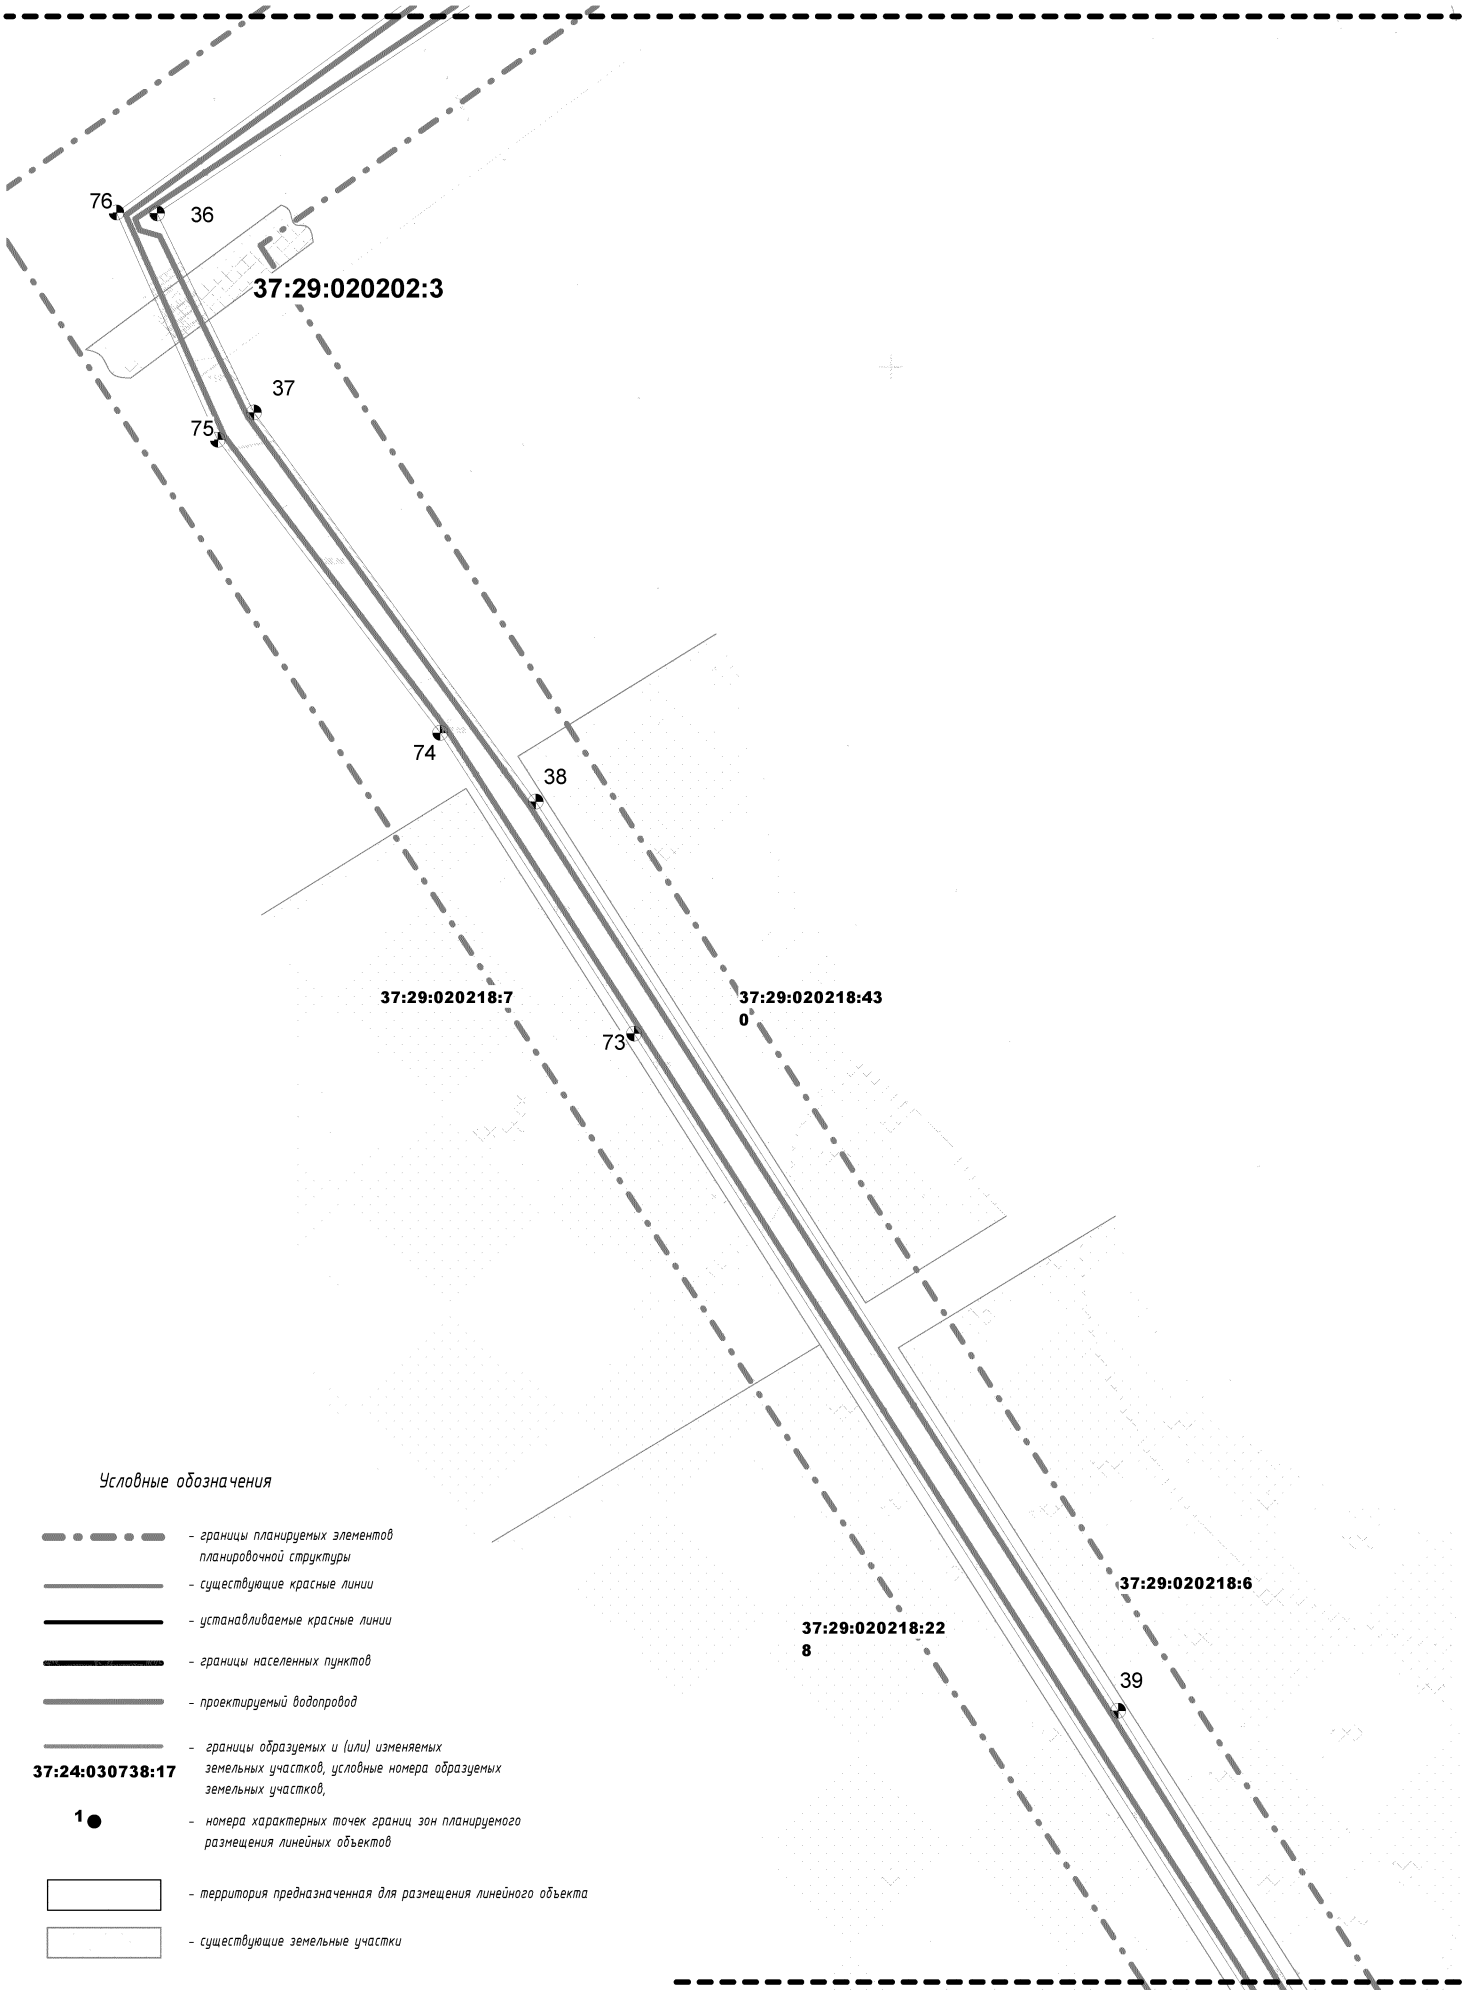 76
36
37:29:020202:3
37
75
74
38
37:29:020218:7
37:29:020218:43
0
73
37:29:020218:6
37:29:020218:22
8
39
Условные обозначения
- границы планируемых элементов
планировочной структуры
- существующие красные линии
- устанавливаемые красные линии
- границы населенных пунктов
- проектируемый водопровод
- границы образуемых и (или) изменяемых
37:24:030738:17 земельных участков, условные номера образуемых
земельных участков,
1 - номера характерных точек границ зон планируемого
размещения линейных объектов
- территория предназначенная для размещения линейного объекта
- существующие земельные участки